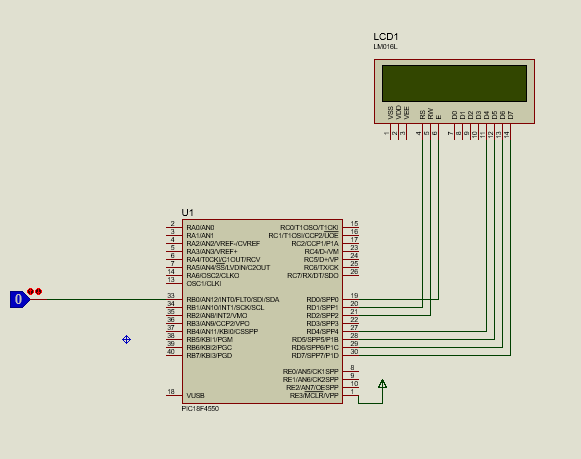 LCD1
LM016L
VSS VDD VEE RS RW E D0 D1 D2 D3 D4 D5 D6 D7
1 2 3 4 5 6 7 8 9 10 11 12 13 14
U1
2 RA0/AN0 RC0/T1OSO/T1CKI 15
3 RA1/AN1 RC1/T1OSI/CCP2/UOE 16
4 RA2/AN2/VREF-/CVREF RC2/CCP1/P1A 17
5 RA3/AN3/VREF+ RC4/D-/VM 23
6 RA4/T0CKI/C1OUT/RCV RC5/D+/VP 24
7 RA5/AN4/SS/LVDIN/C2OUT RC6/TX/CK 25
14 RA6/OSC2/CLKO RC7/RX/DT/SDO 26
13 OSC1/CLKI
0 33 RB0/AN12/INT0/FLT0/SDI/SDA RD0/SPP0 19
34 RB1/AN10/INT1/SCK/SCL RD1/SPP1 20
35 RB2/AN8/INT2/VMO RD2/SPP2 21
36 RB3/AN9/CCP2/VPO RD3/SPP3 22
37 RB4/AN11/KBI0/CSSPP RD4/SPP4 27
38 RB5/KBI1/PGM RD5/SPP5/P1B 28
39 RB6/KBI2/PGC RD6/SPP6/P1C 29
40 RB7/KBI3/PGD RD7/SPP7/P1D 30
RE0/AN5/CK1SPP 8
RE1/AN6/CK2SPP 9
RE2/AN7/OESPP 10
18 VUSB RE3/MCLR/VPP 1
PIC18F4550